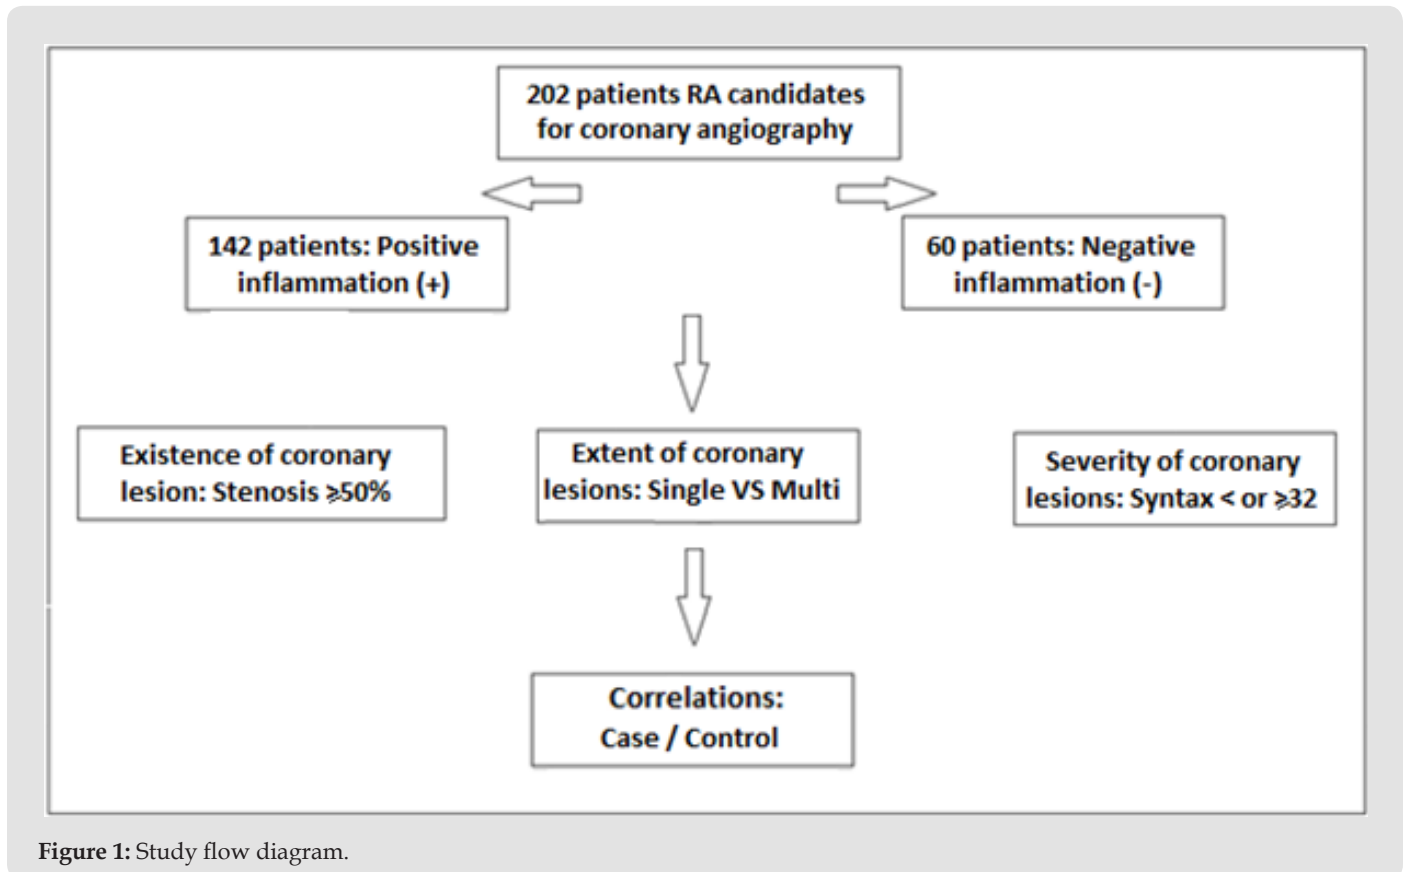 202 patients RA candidates
for coronary angiography
142 patients: Positive
inflammation (+)
60 patients: Negative
inflammation (-)
Existence of coronary
lesion: Stenosis ⩾50%
Extent of coronary
lesions: Single VS Multi
Severity of coronary
lesions: Syntax < or ⩾32
Correlations:
Case / Control
Figure 1: Study flow diagram.